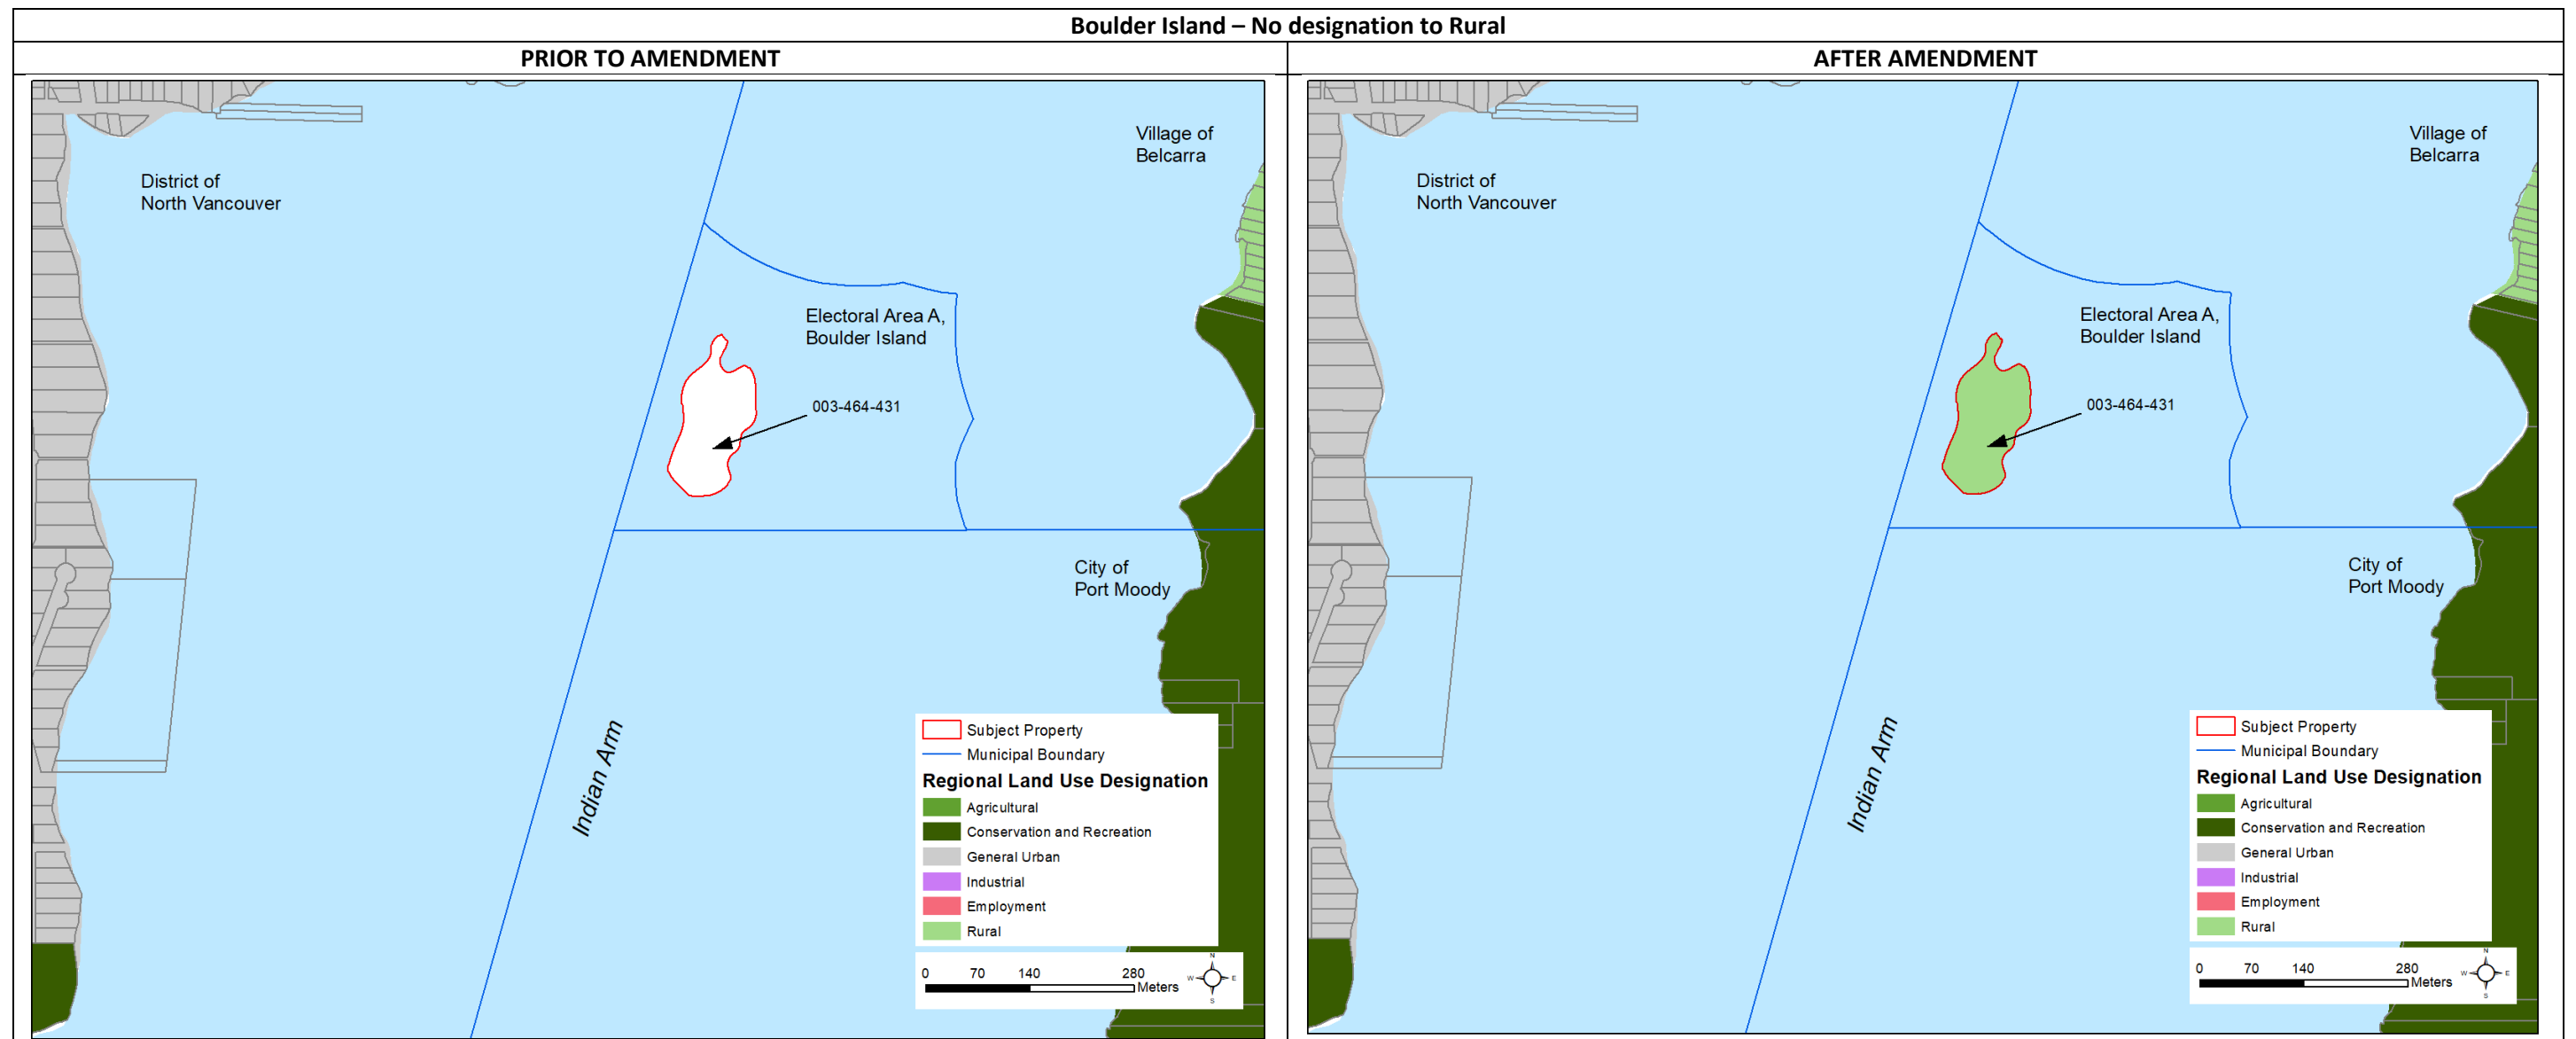 Boulder Island – No designation to Rural
PRIOR TO AMENDMENT
Village of
Belcarra
District of
North Vancouver
Electoral Area A,
Boulder Island
003-464-431
City of
Port Moody
Indian Arm
Subject Property
Municipal Boundary
Regional Land Use Designation
Agricultural
Conservation and Recreation
General Urban
Industrial
Employment
Rural
0 70 140 280
Meters
N
W E
S
AFTER AMENDMENT
Village of
Belcarra
District of
North Vancouver
Electoral Area A,
Boulder Island
003-464-431
City of
Port Moody
Indian Arm
Subject Property
Municipal Boundary
Regional Land Use Designation
Agricultural
Conservation and Recreation
General Urban
Industrial
Employment
Rural
0 70 140 280
Meters
N
W E
S